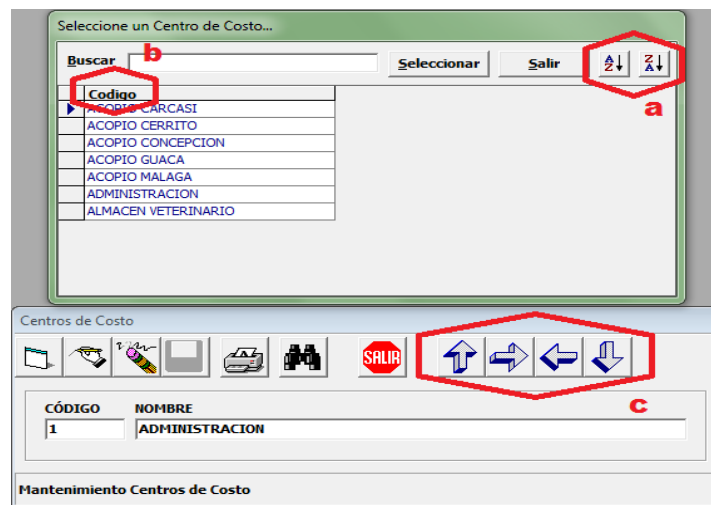 Seleccione un Centro de Costo...
Buscar b Seleccionar Salir A Z Z A
a
Codigo
ACOPIO CARCASI
ACOPIO CERRITO
ACOPIO CONCEPCION
ACOPIO GUACA
ACOPIO MALAGA
ADMINISTRACION
ALMACEN VETERINARIO
Centros de Costo
SALIR
c
CÓDIGO NOMBRE
1 ADMINISTRACION
Mantenimiento Centros de Costo